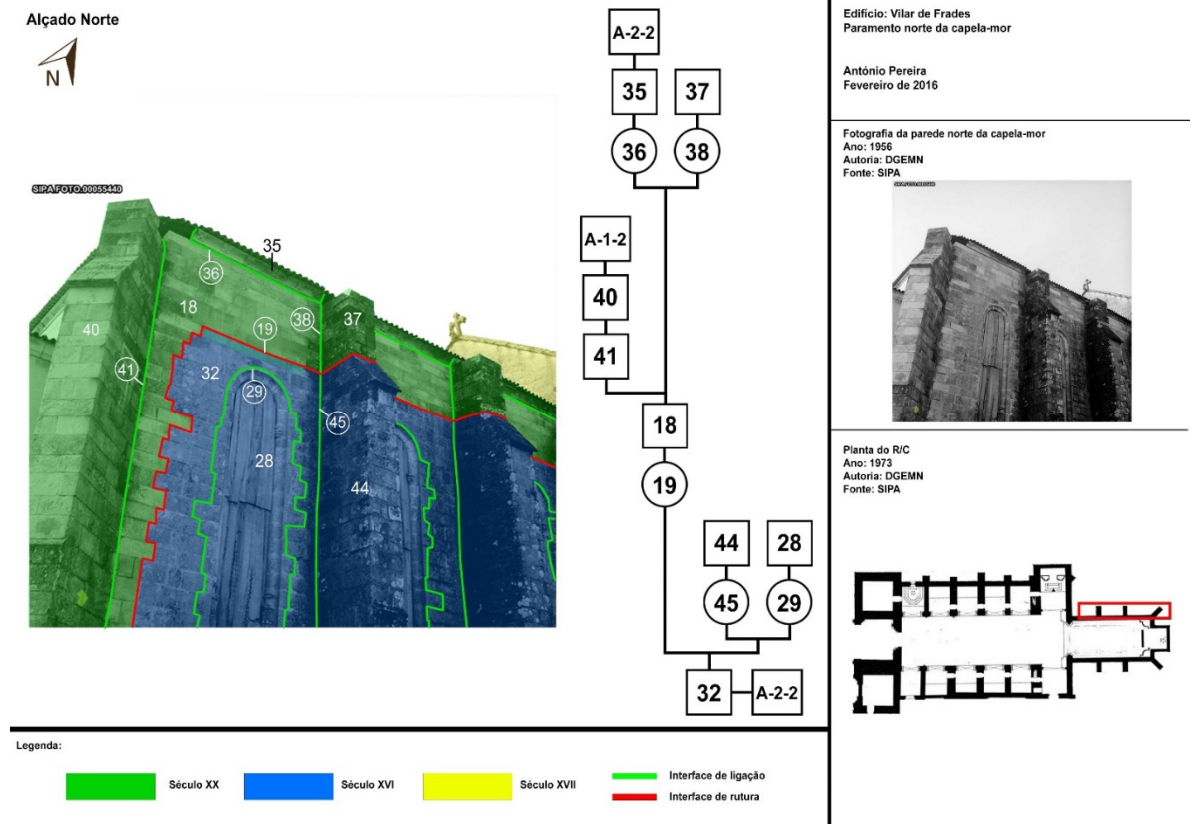 Alçado Norte
N
SIPA FOTO.00055440
35
36
18
38
37
40
19
41
32
29
45
28
44
A-2-2
35
37
36
38
A-1-2
40
41
18
19
44
28
45
29
32
A-2-2
Edifício: Vilar de Frades
Paramento norte da capela-mor
António Pereira
Fevereiro de 2016
Fotografia da parede norte da capela-mor
Ano: 1956
Autoria: DGEMN
Fonte: SIPA
Planta do R/C
Ano: 1973
Autoria: DGEMN
Fonte: SIPA
Legenda:
Século XX
Século XVI
Século XVII
Interface de ligação
Interface de rutura